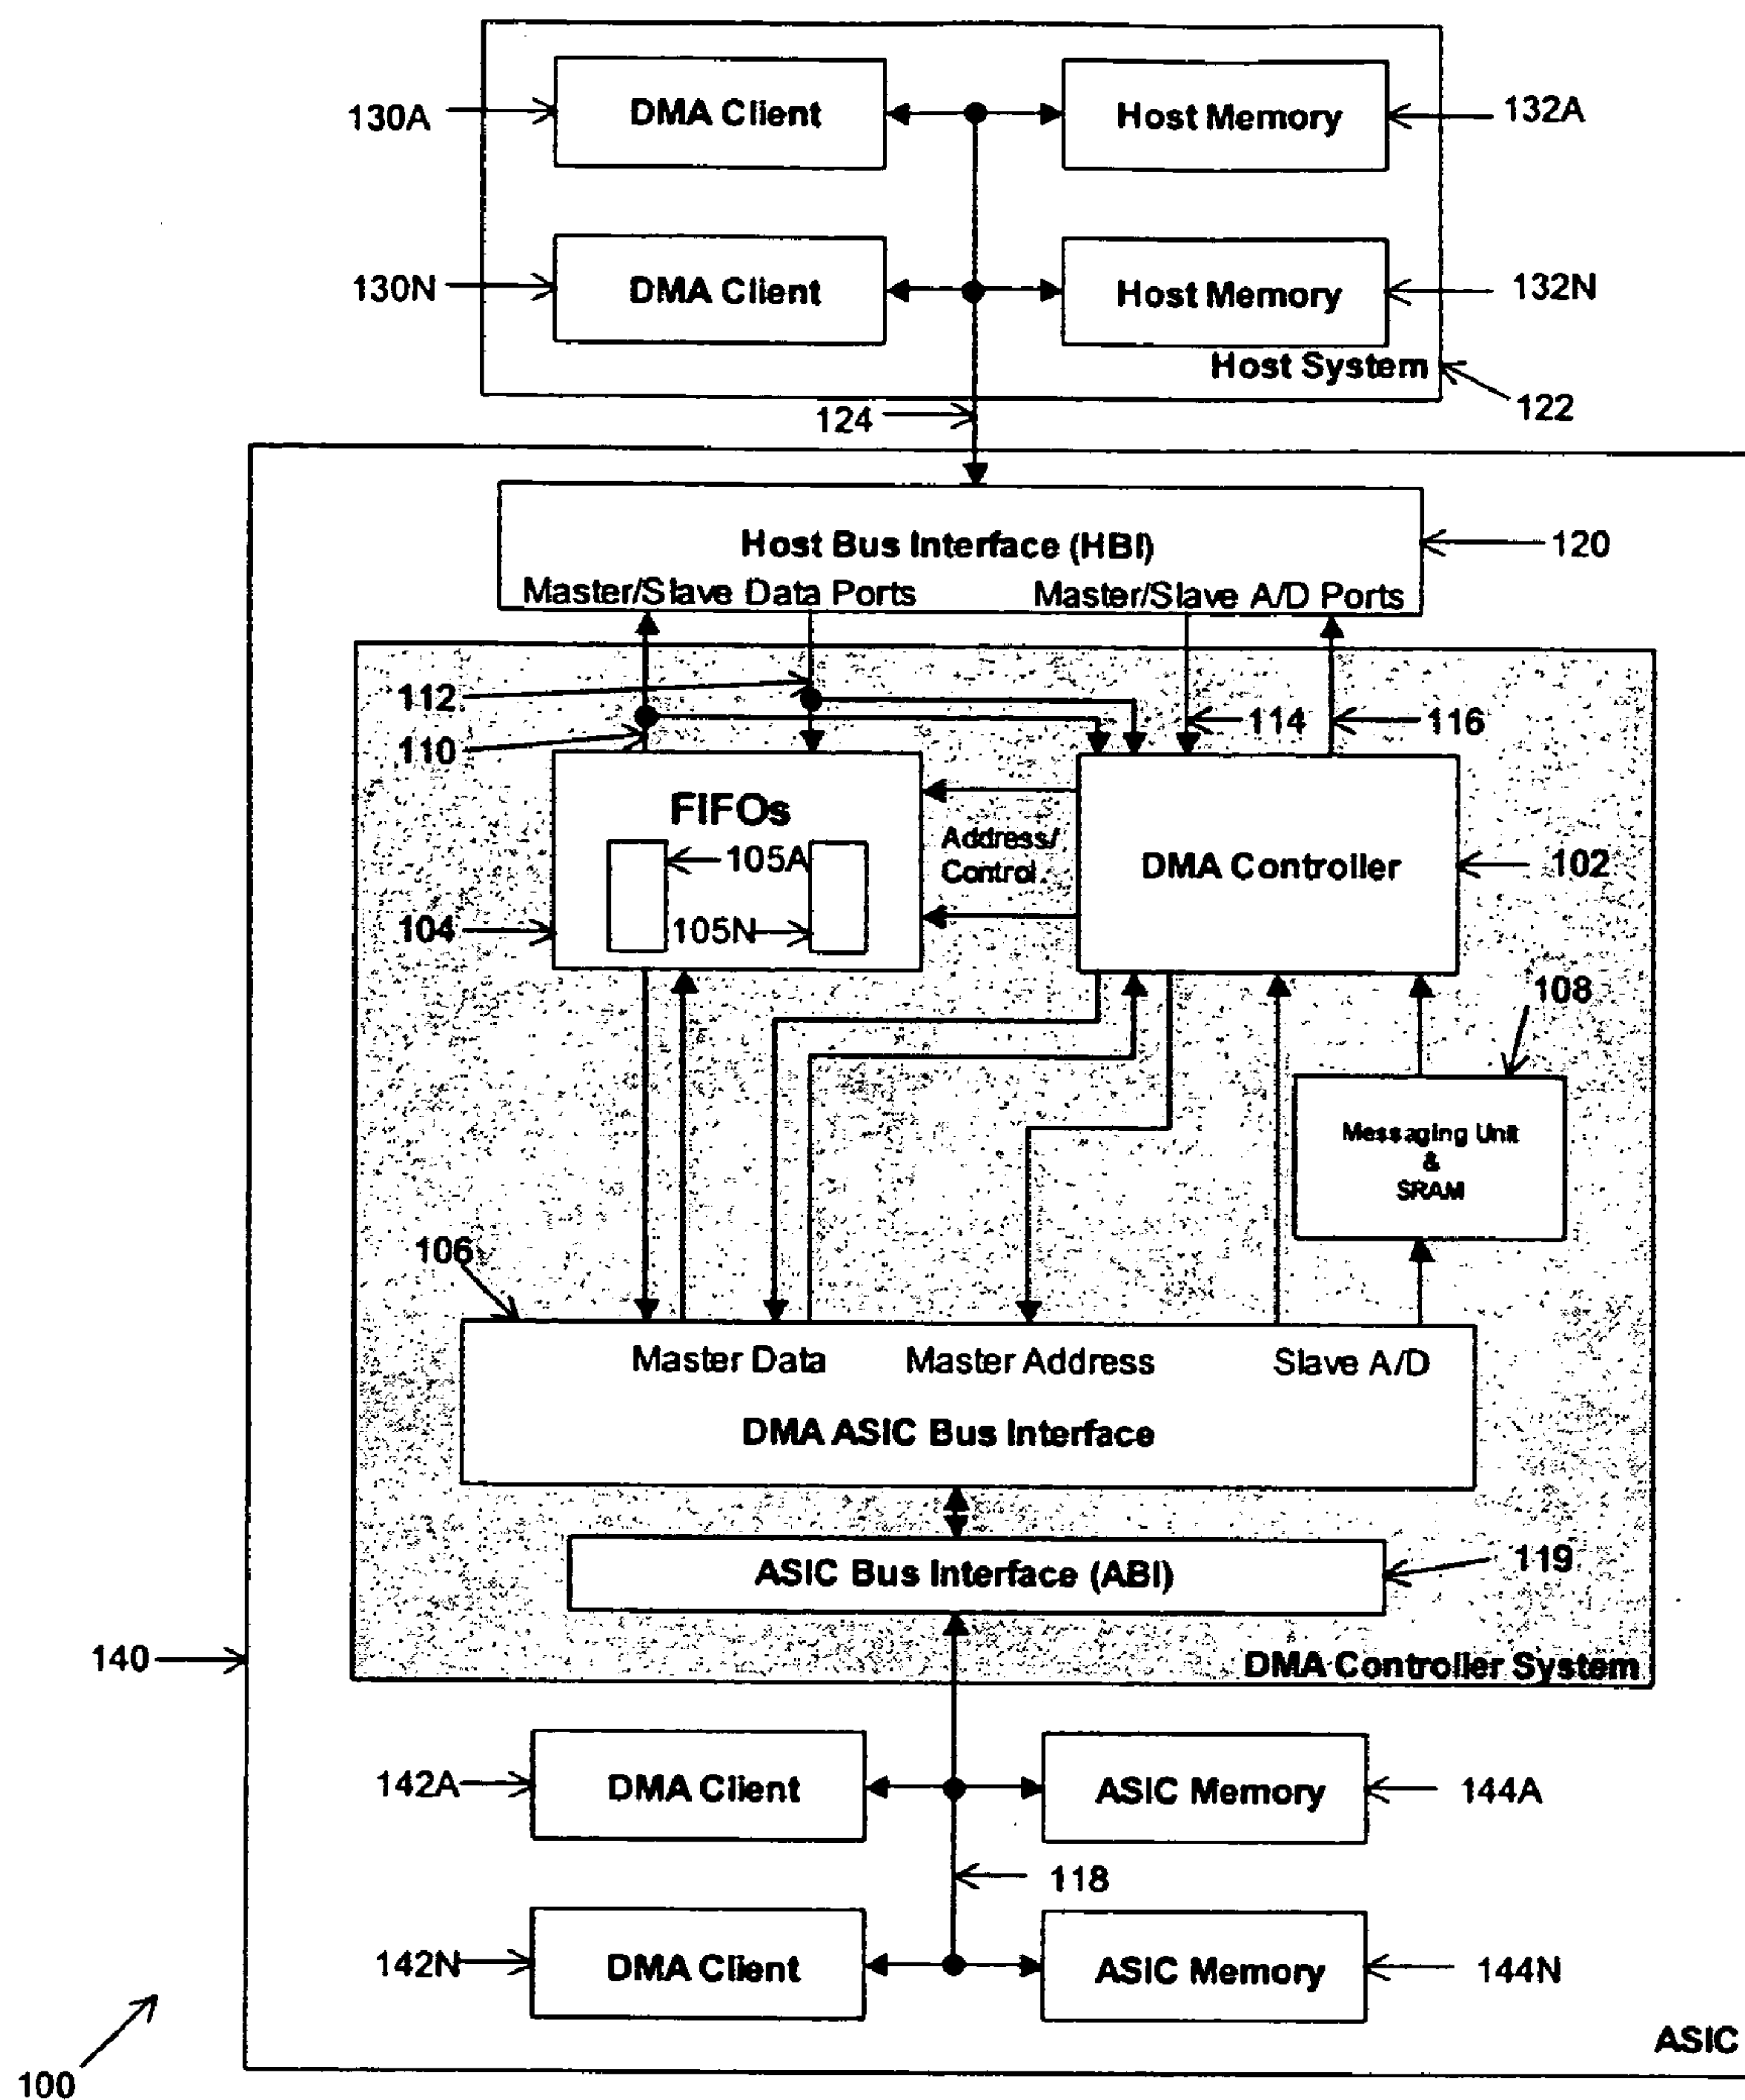 130A
DMA Client
Host Memory
132A
130N
DMA Client
Host Memory
132N
Host System
122
124
Host Bus Interface (HBI)
120
Master/Slave Data Ports
Master/Slave A/D Ports
112
110
114
116
FIFOs
105A
105N
104
Address/
Control
DMA Controller
102
108
Messaging Unit
&
SRAM
106
Master Data
Master Address
Slave A/D
DMA ASIC Bus Interface
ASIC Bus Interface (ABI)
119
140
DMA Controller System
142A
DMA Client
ASIC Memory
144A
118
142N
DMA Client
ASIC Memory
144N
ASIC
100